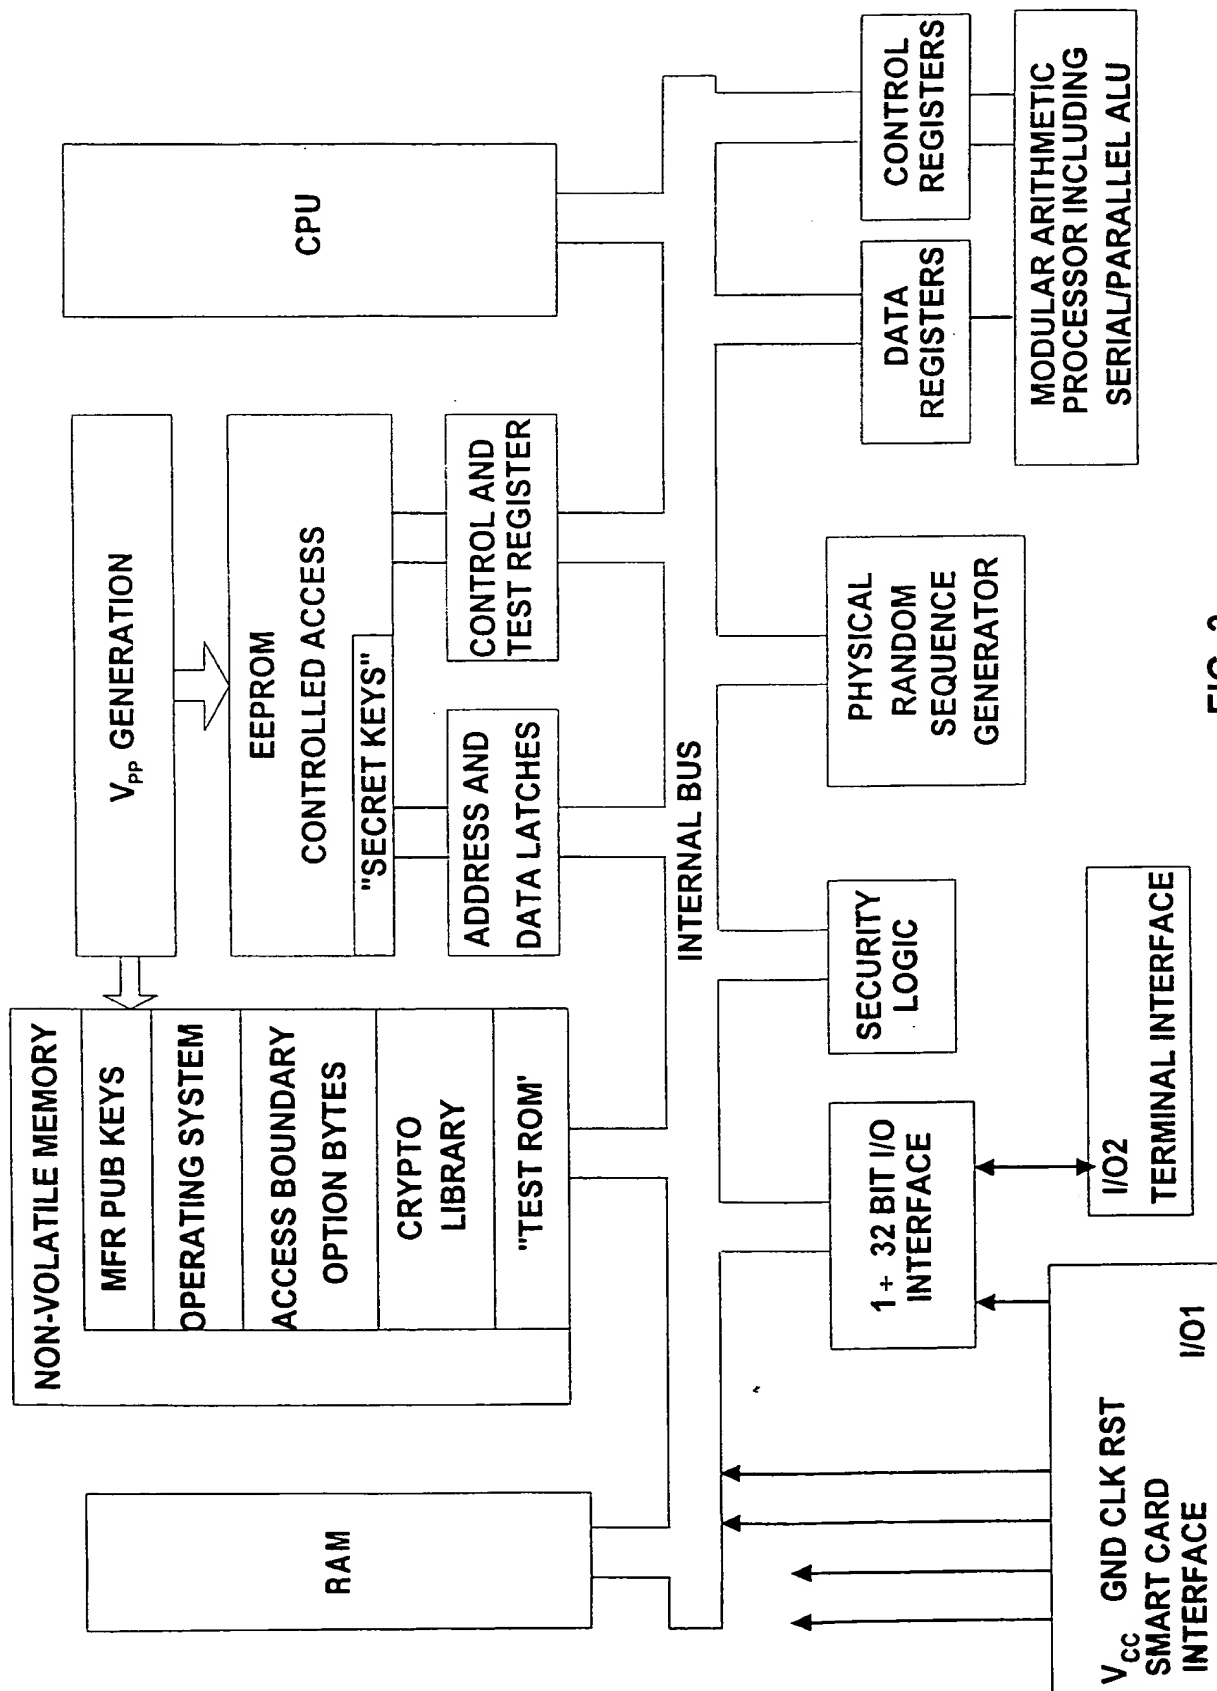 RAM
NON-VOLATILE MEMORY
MFR PUB KEYS
OPERATING SYSTEM
ACCESS BOUNDARY
OPTION BYTES
CRYPTO
LIBRARY
"TEST ROM'
V_PP GENERATION
EEPROM
CONTROLLED ACCESS
"SECRET KEYS"
ADDRESS AND
DATA LATCHES
CONTROL AND
TEST REGISTER
CPU
INTERNAL BUS
1 ÷ 32 BIT I/O
INTERFACE
SECURITY
LOGIC
PHYSICAL
RANDOM
SEQUENCE
GENERATOR
DATA
REGISTERS
CONTROL
REGISTERS
MODULAR ARITHMETIC
PROCESSOR INCLUDING
SERIAL/PARALLEL ALU
V_CC GND CLK RST
SMART CARD
INTERFACE
I/O1
I/O2
TERMINAL INTERFACE